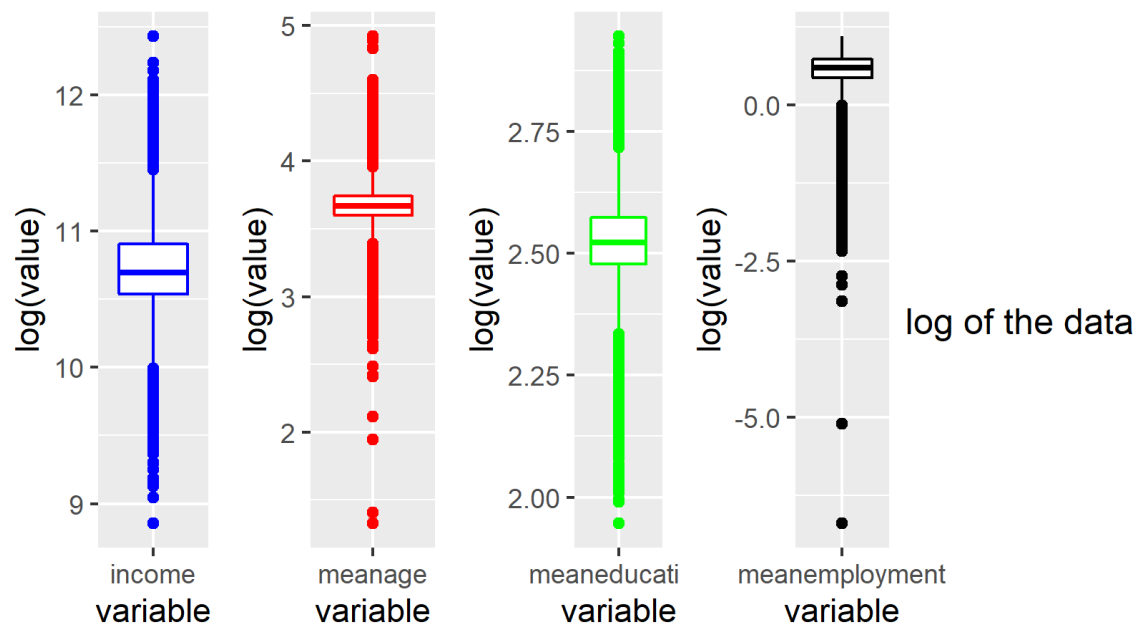 log(value)
12
11
10
9
income
variable
log(value)
5
4
3
2
meanage
variable
log(value)
2.75
2.50
2.25
2.00
meaneducati
variable
log(value)
0.0
-2.5
-5.0
meanemployment
variable
log of the data